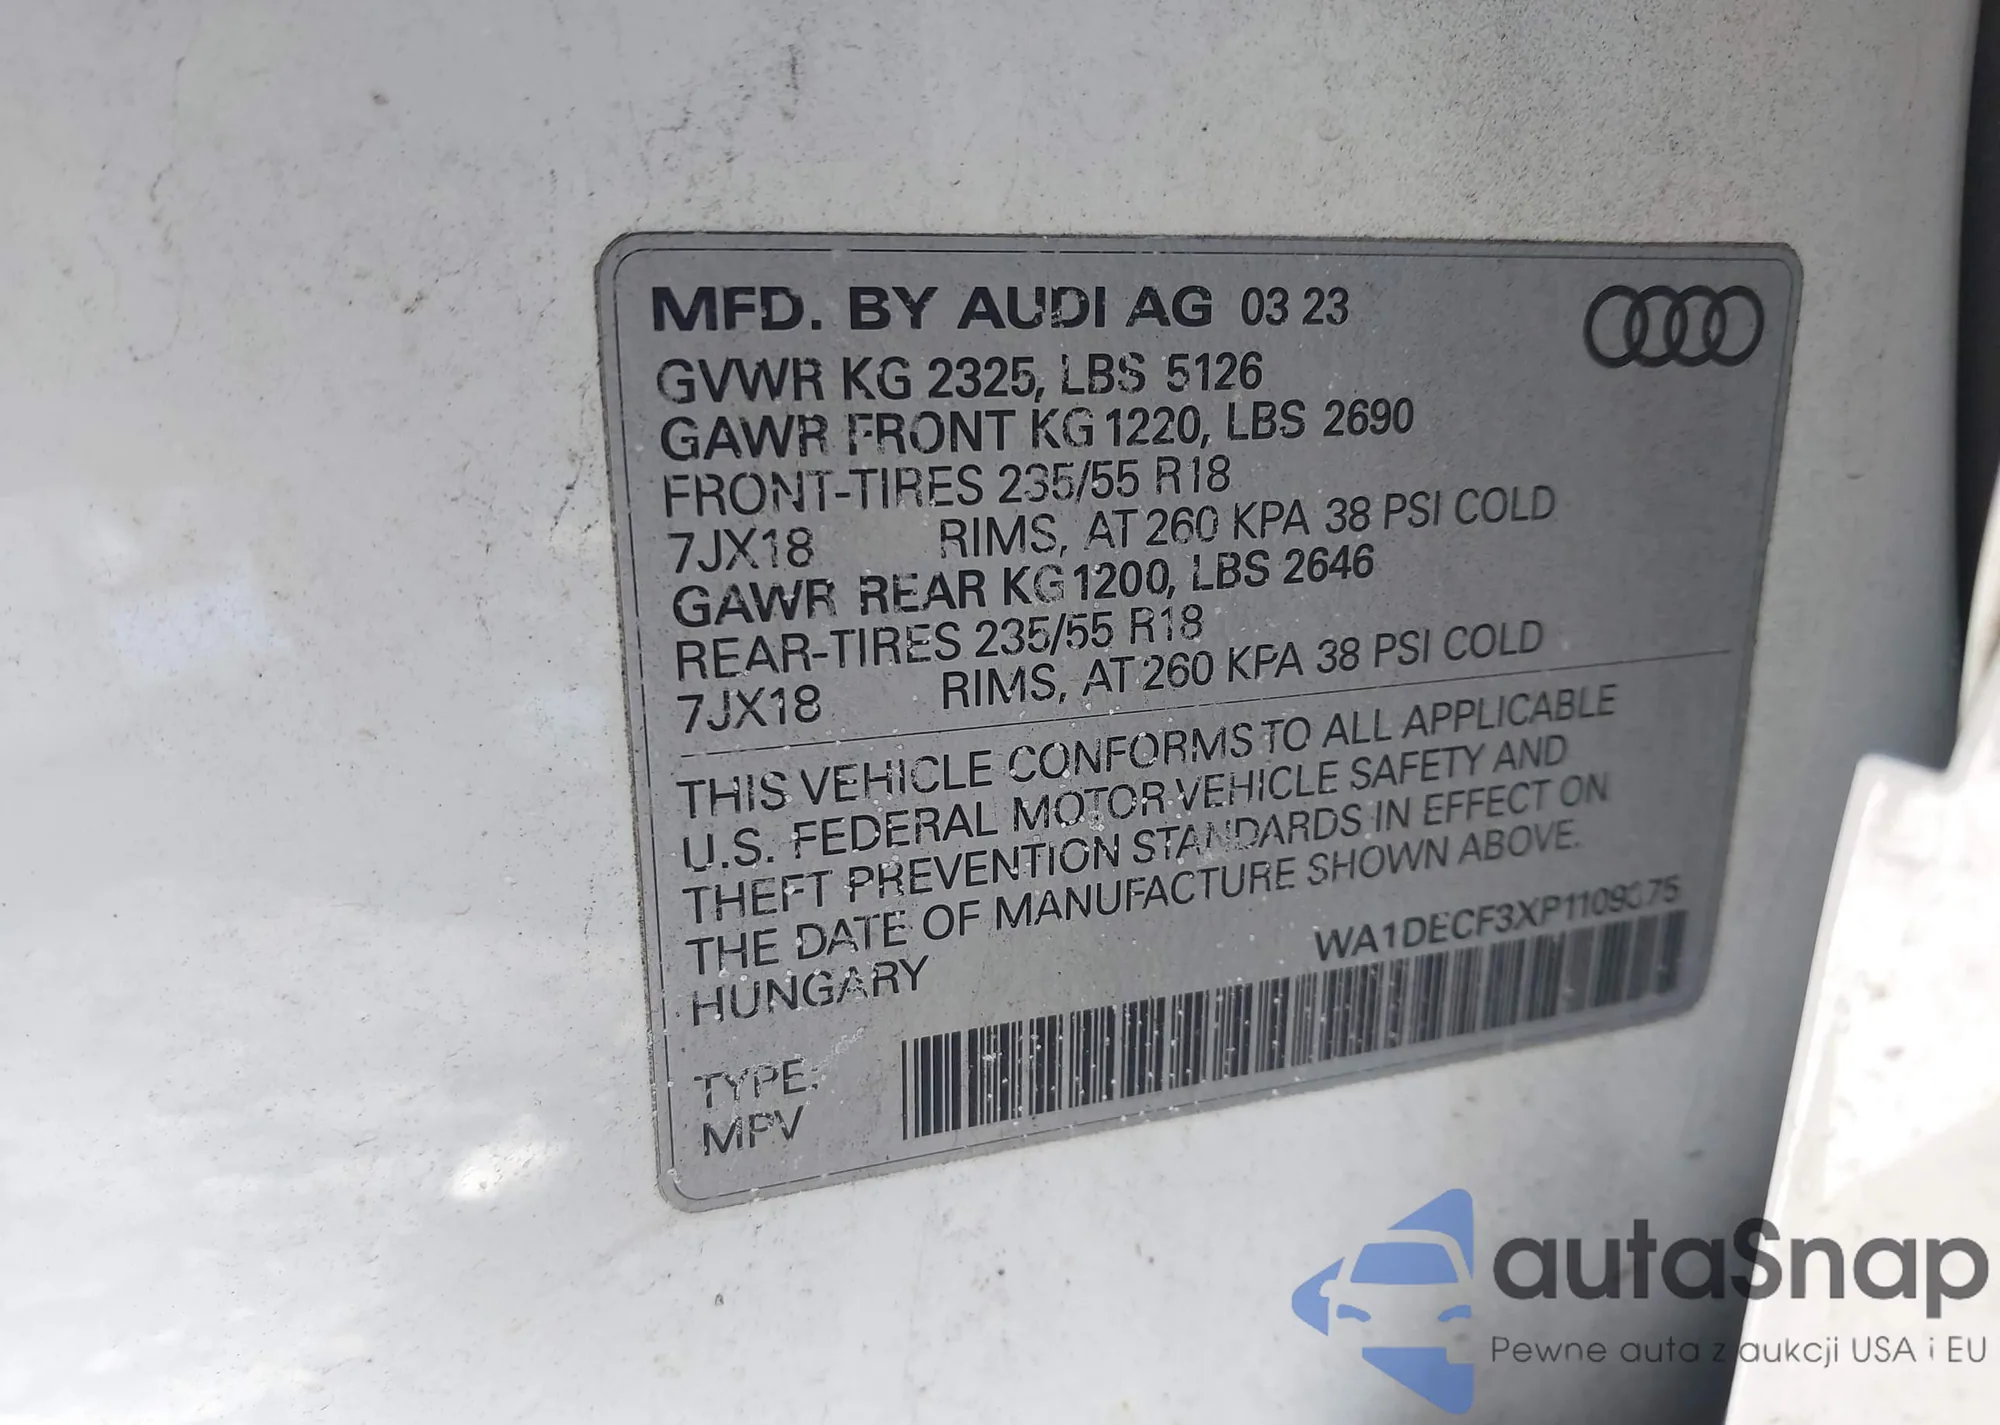 MFD. BY AUDI AG 03 23
GVWR KG 2325, LBS 5126
GAWR FRONT KG 1220, LBS 2690
FRONT-TIRES 235/55 R18
7JX18 RIMS, AT 260 KPA 38 PSI COLD
GAWR REAR KG 1200, LBS 2646
REAR-TIRES 235/55 R18
7JX18 RIMS, AT 260 KPA 38 PSI COLD
THIS VEHICLE CONFORMS TO ALL APPLICABLE
U.S. FEDERAL MOTOR VEHICLE SAFETY AND
THEFT PREVENTION STANDARDS IN EFFECT ON
THE DATE OF MANUFACTURE SHOWN ABOVE.
HUNGARY
WA1DECF3XP1109375
TYPE:
MPV
autaSnap
Pewne auta z aukcji USA i EU